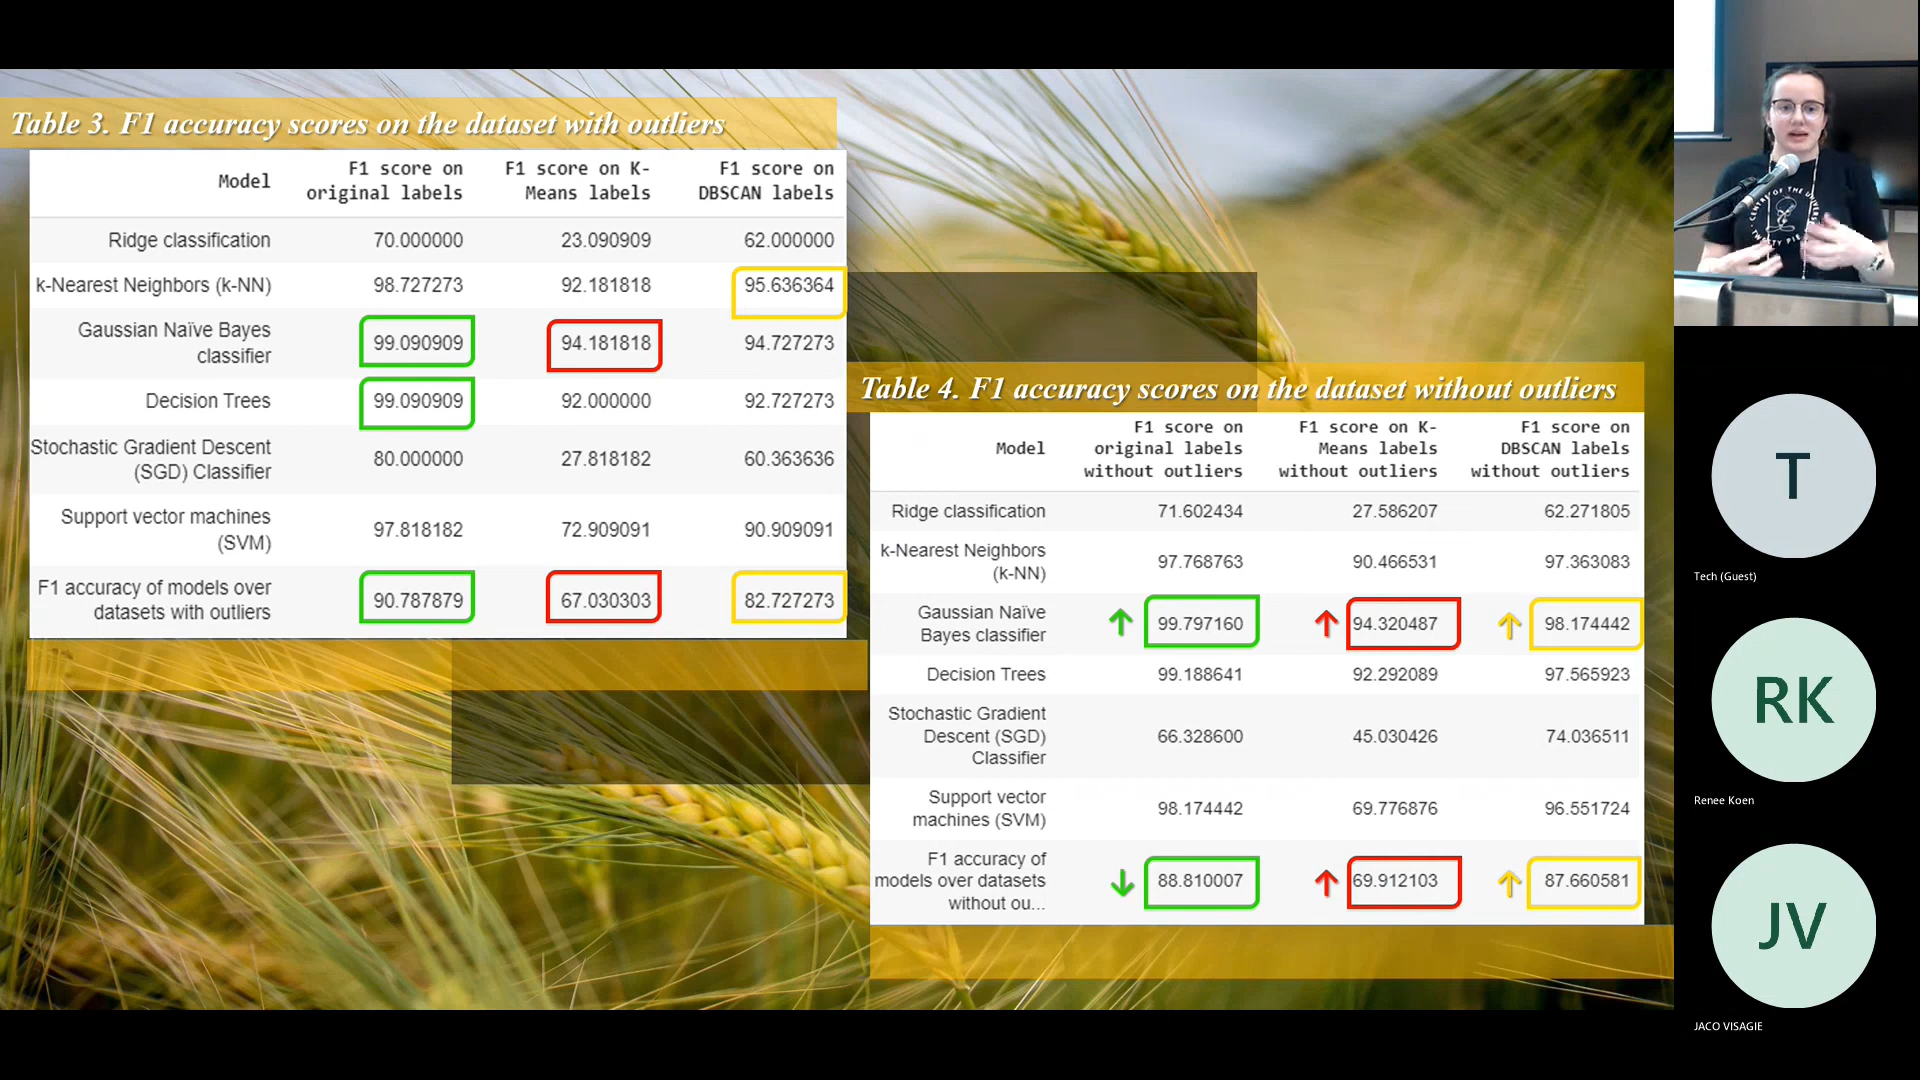 Table 3. F1 accuracy scores on the dataset with outliers
Model F1 score on original labels F1 score on K-Means labels F1 score on DBSCAN labels
Ridge classification 70.000000 23.090909 62.000000
k-Nearest Neighbors (k-NN) 98.727273 92.181818 95.636364
Gaussian Naïve Bayes classifier 99.090909 94.181818 94.727273
Decision Trees 99.090909 92.000000 92.727273
Stochastic Gradient Descent (SGD) Classifier 80.000000 27.818182 60.363636
Support vector machines (SVM) 97.818182 72.909091 90.909091
F1 accuracy of models over datasets with outliers 90.787879 67.030303 82.727273
Table 4. F1 accuracy scores on the dataset without outliers
Model F1 score on original labels without outliers F1 score on K-Means labels without outliers F1 score on DBSCAN labels without outliers
Ridge classification 71.602434 27.586207 62.271805
k-Nearest Neighbors (k-NN) 97.768763 90.466531 97.363083
Gaussian Naïve Bayes classifier 99.797160 94.320487 98.174442
Decision Trees 99.188641 92.292089 97.565923
Stochastic Gradient Descent (SGD) Classifier 66.328600 45.030426 74.036511
Support vector machines (SVM) 98.174442 69.776876 96.551724
F1 accuracy of models over datasets without ou... 88.810007 69.912103 87.660581
T
Tech (Guest)
RK
Renee Koen
JV
JACO VISAGIE